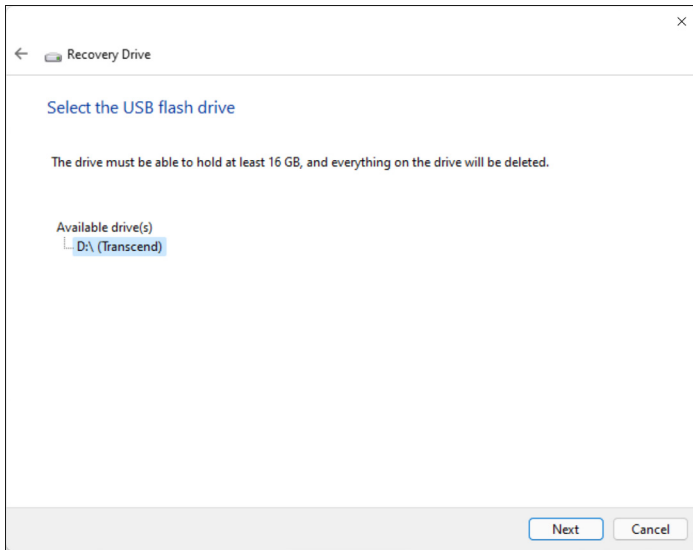 Recovery Drive
Select the USB flash drive
The drive must be able to hold at least 16 GB, and everything on the drive will be deleted.
Available drive(s)
D:\ (Transcend)
Next Cancel